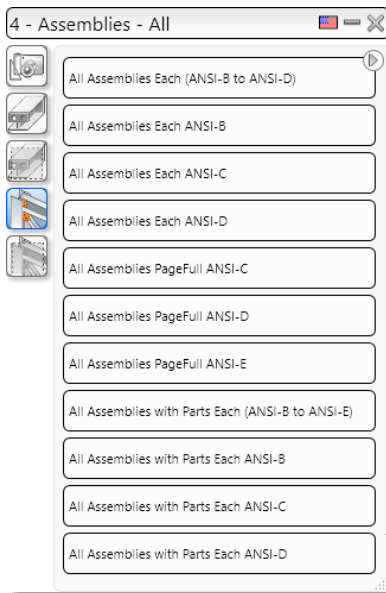 4 - Assemblies - All
All Assemblies Each (ANSI-B to ANSI-D)
All Assemblies Each ANSI-B
All Assemblies Each ANSI-C
All Assemblies Each ANSI-D
All Assemblies PageFull ANSI-C
All Assemblies PageFull ANSI-D
All Assemblies PageFull ANSI-E
All Assemblies with Parts Each (ANSI-B to ANSI-E)
All Assemblies with Parts Each ANSI-B
All Assemblies with Parts Each ANSI-C
All Assemblies with Parts Each ANSI-D